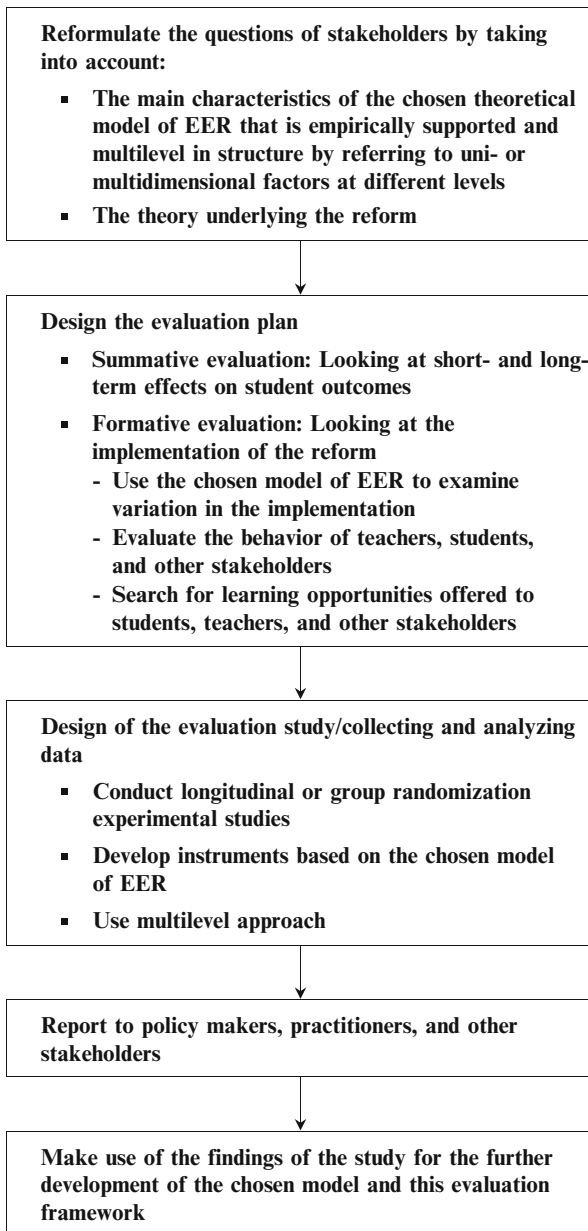 Reformulate the questions of stakeholders by taking
into account:
▪ The main characteristics of the chosen theoretical
model of EER that is empirically supported and
multilevel in structure by referring to uni- or
multidimensional factors at different levels
▪ The theory underlying the reform
Design the evaluation plan
▪ Summative evaluation: Looking at short- and long-
term effects on student outcomes
▪ Formative evaluation: Looking at the
implementation of the reform
- Use the chosen model of EER to examine
variation in the implementation
- Evaluate the behavior of teachers, students,
and other stakeholders
- Search for learning opportunities offered to
students, teachers, and other stakeholders
Design of the evaluation study/collecting and analyzing
data
▪ Conduct longitudinal or group randomization
experimental studies
▪ Develop instruments based on the chosen model
of EER
▪ Use multilevel approach
Report to policy makers, practitioners, and other
stakeholders
Make use of the findings of the study for the further
development of the chosen model and this evaluation
framework